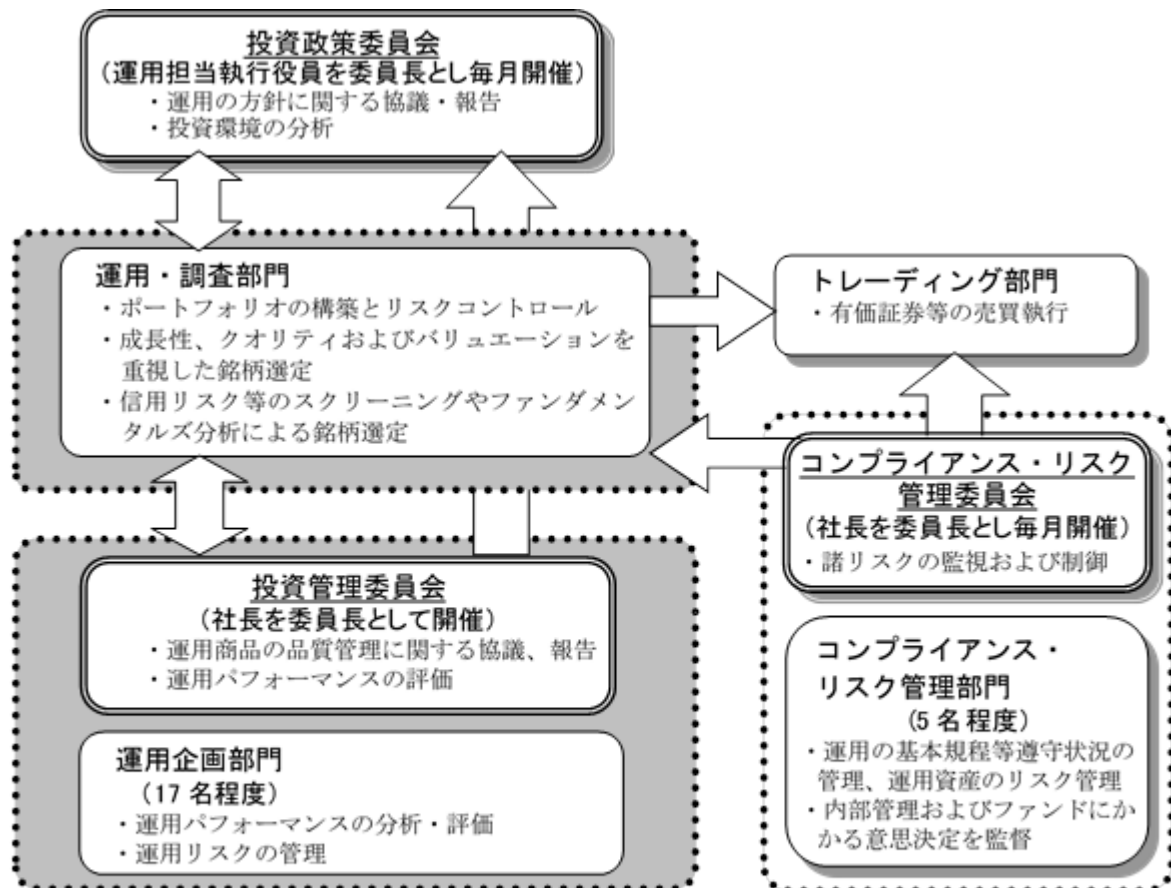 投資政策委員会
（運用担当執行役員を委員長とし毎月開催）
・運用の方針に関する協議・報告
・投資環境の分析
運用・調査部門
・ポートフォリオの構築とリスクコントロール
・成長性、クオリティおよびバリュエーションを
重視した銘柄選定
・信用リスク等のスクリーニングやファンダメン
タルズ分析による銘柄選定
トレーディング部門
・有価証券等の売買執行
コンプライアンス・リスク
管理委員会
（社長を委員長とし毎月開催）
・諸リスクの監視および制御
投資管理委員会
（社長を委員長として開催）
・運用商品の品質管理に関する協議、報告
・運用パフォーマンスの評価
運用企画部門
（17 名程度）
・運用パフォーマンスの分析・評価
・運用リスクの管理
コンプライアンス・
リスク管理部門
（5 名程度）
・運用の基本規程等遵守状況の
管理、運用資産のリスク管理
・内部管理およびファンドにか
かる意思決定を監督